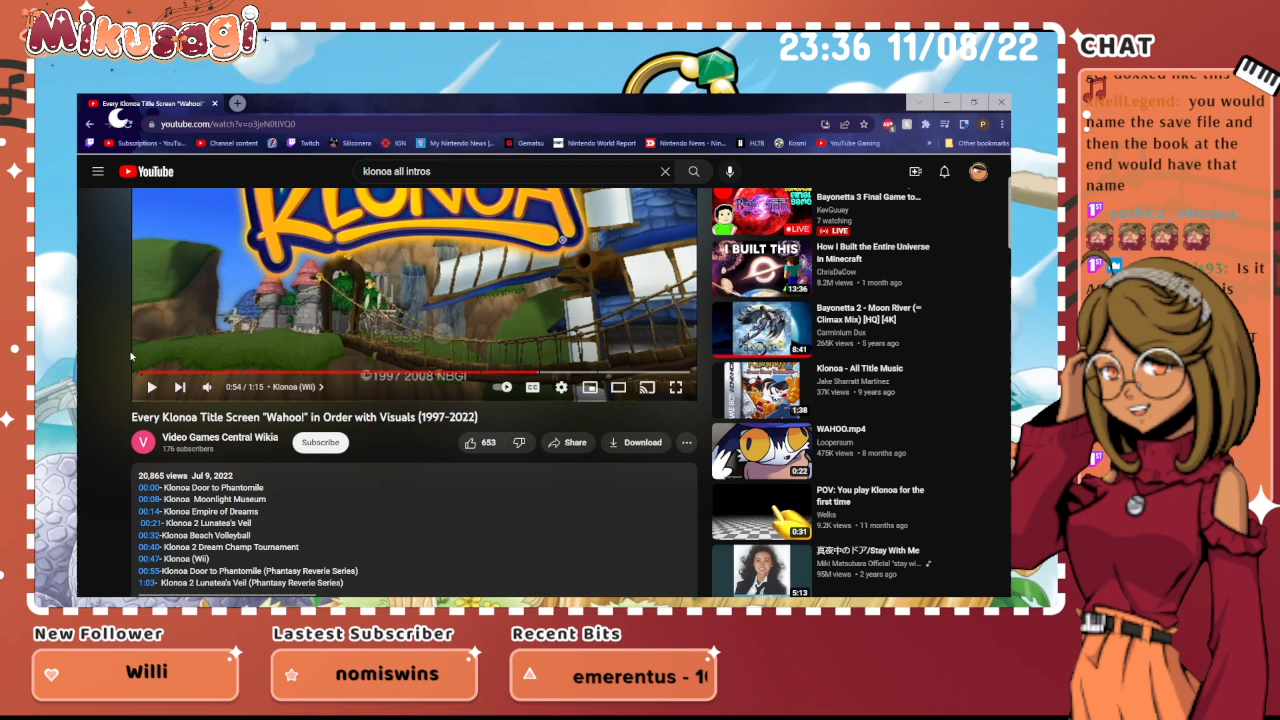 Mikusagi
23:36 11/08/22
CHAT
Every Klonoa Title Screen "Wahoo!"
youtube.com/watch?v=o3jeN0tIYQ0
Subscriptions - YouTu...
Channel content
Twitch
Siliconera
IGN
My Nintendo News |...
Gematsu
Nintendo World Report
Nintendo News - Nin...
HLTB
Kosmi
YouTube Gaming
»
Other bookmarks
YouTube
klonoa all intros
KLONOA
©1997 2008 NBGI
0:54 / 1:15 • Klonoa (Wii)
Every Klonoa Title Screen "Wahoo!" in Order with Visuals (1997-2022)
Video Games Central Wikia
176 subscribers
Subscribe
653
Share
Download
20,865 views Jul 9, 2022
00:00- Klonoa Door to Phantomile
00:08- Klonoa Moonlight Museum
00:14- Klonoa Empire of Dreams
00:21- Klonoa 2 Lunatea's Veil
00:32-Klonoa Beach Volleyball
00:40- Klonoa 2 Dream Champ Tournament
00:47- Klonoa (Wii)
00:55-Klonoa Door to Phantomile (Phantasy Reverie Series)
1:03- Klonoa 2 Lunatea's Veil (Phantasy Reverie Series)
Bayonetta 3 Final Game to...
KevGuuey
7 watching
LIVE
LIVE
I BUILT THIS
13:36
How I Built the Entire Universe
in Minecraft
ChrisDaCow
8.2M views • 1 month ago
8:41
Bayonetta 2 - Moon River (∞
Climax Mix) [HQ] [4K]
Carminium Dux
265K views • 5 years ago
1:38
Klonoa - All Title Music
Jake Sharratt Martinez
37K views • 9 years ago
0:22
WAHOO.mp4
Loopersum
475K views • 8 months ago
0:31
POV: You play Klonoa for the
first time
Welks
9.2K views • 11 months ago
5:13
真夜中のドア/Stay With Me
Miki Matsubara Official "stay wi...
95M views • 2 years ago
get doxxed like this
you would
name the save file and
then the book at the
end would have that
name
Is it
New Follower
Willi
Lastest Subscriber
nomiswins
Recent Bits
emerentus -